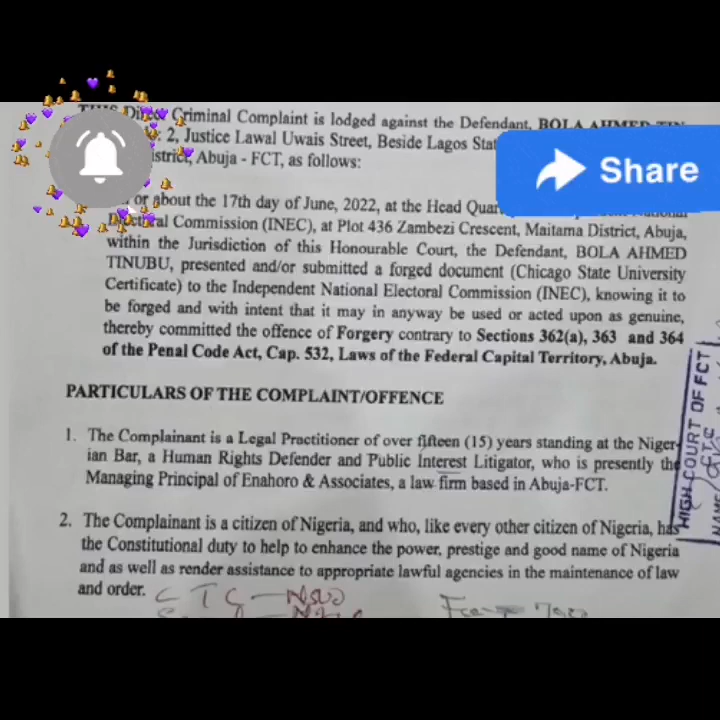 THIS Direct Criminal Complaint is lodged against the Defendant, BOLA AHMED TIN-
2, Justice Lawal Uwais Street, Beside Lagos Stat
istrict, Abuja - FCT, as follows:
Share
or about the 17th day of June, 2022, at the Head Quar National
Electoral Commission (INEC), at Plot 436 Zambezi Crescent, Maitama District, Abuja,
within the Jurisdiction of this Honourable Court, the Defendant, BOLA AHMED
TINUBU, presented and/or submitted a forged document (Chicago State University
Certificate) to the Independent National Electoral Commission (INEC), knowing it to
be forged and with intent that it may in anyway be used or acted upon as genuine,
thereby committed the offence of Forgery contrary to Sections 362(a), 363 and 364
of the Penal Code Act, Cap. 532, Laws of the Federal Capital Territory, Abuja.
PARTICULARS OF THE COMPLAINT/OFFENCE
1. The Complainant is a Legal Practitioner of over fifteen (15) years standing at the Niger-
ian Bar, a Human Rights Defender and Public Interest Litigator, who is presently the
Managing Principal of Enahoro & Associates, a law firm based in Abuja-FCT.
2. The Complainant is a citizen of Nigeria, and who, like every other citizen of Nigeria, has
the Constitutional duty to help to enhance the power, prestige and good name of Nigeria
and as well as render assistance to appropriate lawful agencies in the maintenance of law
and order.
HIGH COURT OF FCT
CTC
NAME